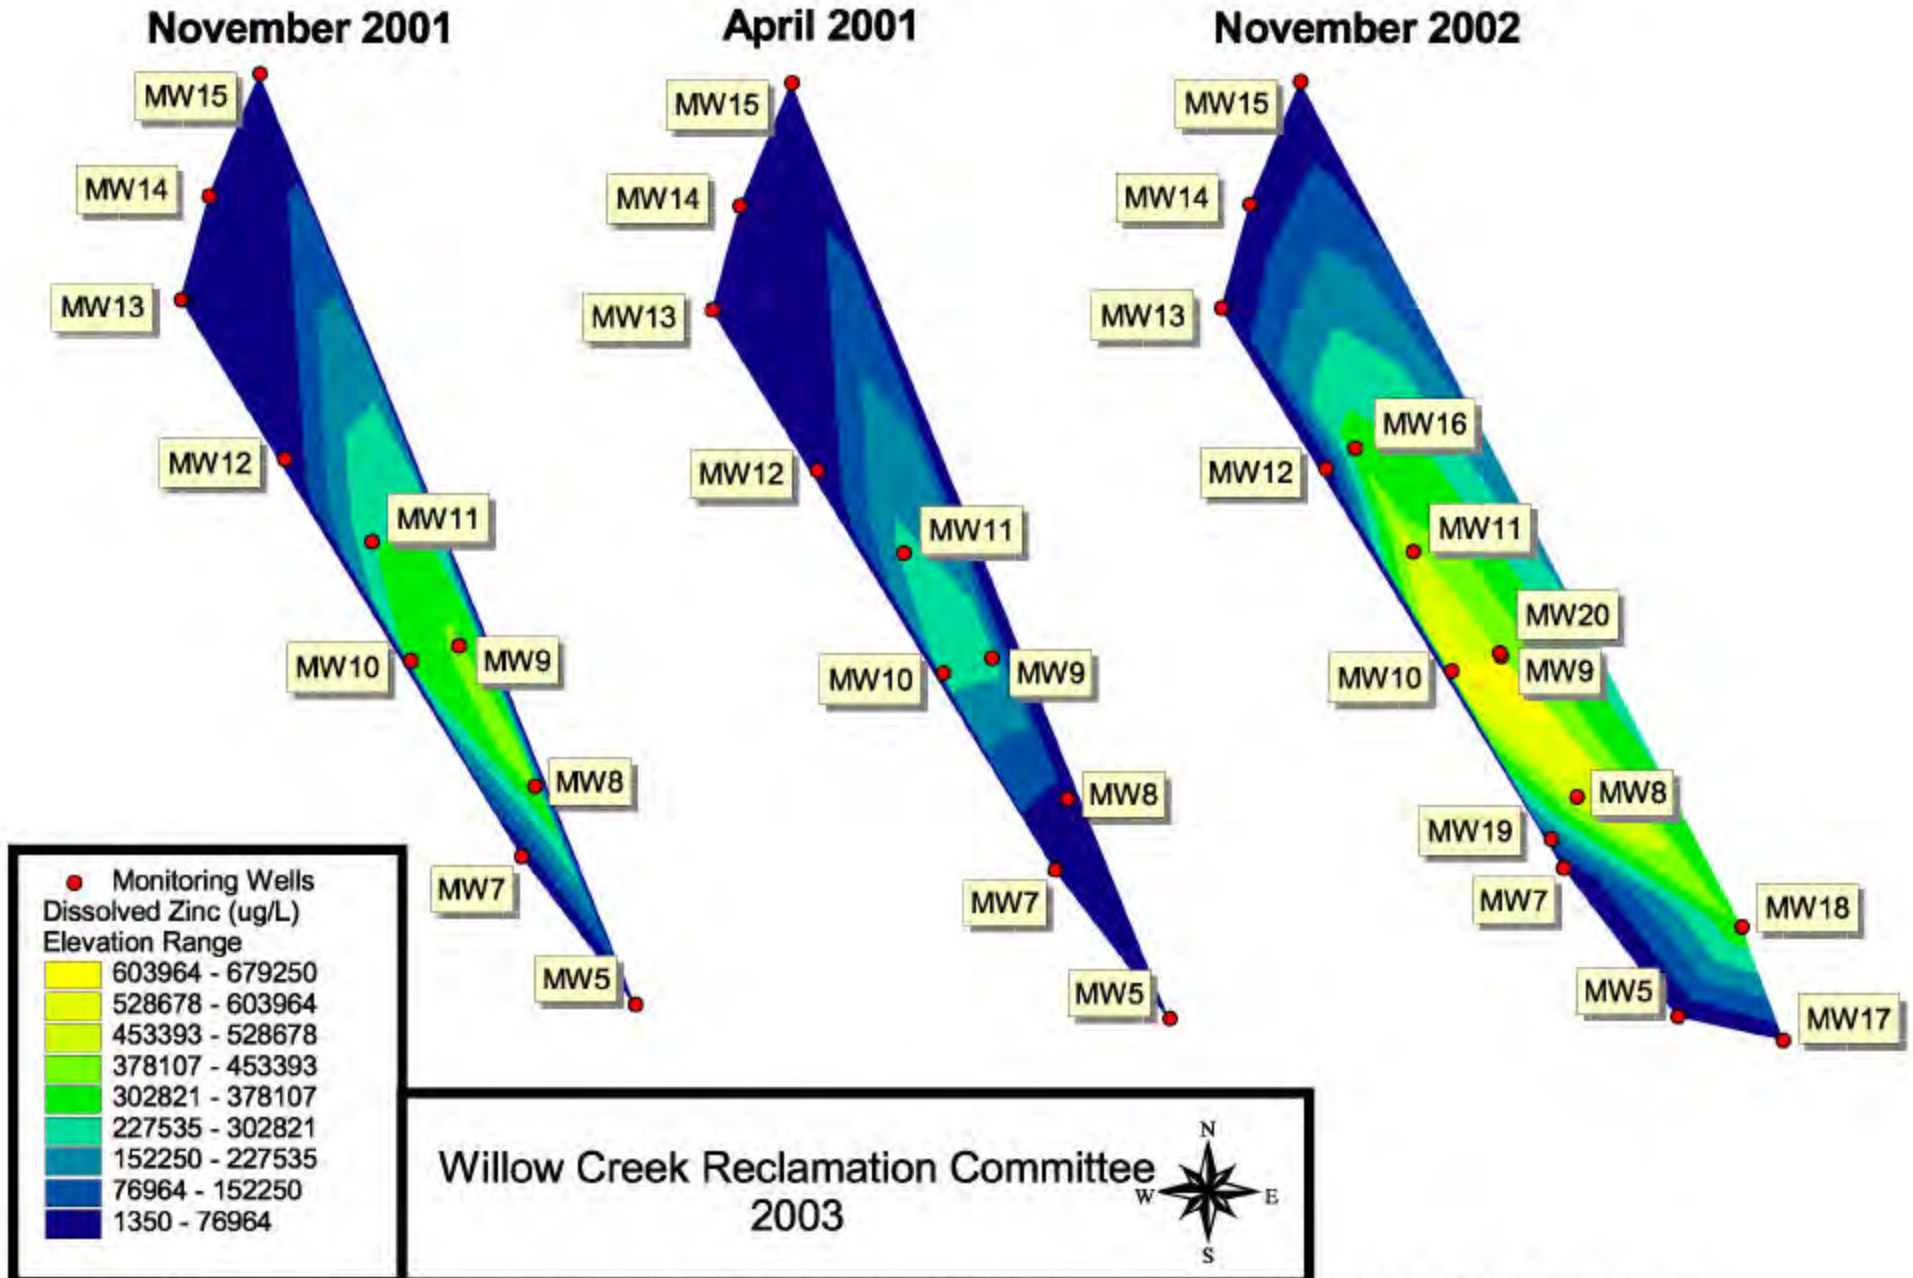 November 2001
MW15
MW14
MW13
MW12
MW11
MW10
MW9
MW8
MW7
MW5
April 2001
MW15
MW14
MW13
MW12
MW11
MW10
MW9
MW8
MW7
MW5
November 2002
MW15
MW14
MW13
MW16
MW12
MW11
MW20
MW10
MW9
MW8
MW19
MW7
MW18
MW5
MW17
Monitoring Wells
Dissolved Zinc (ug/L)
Elevation Range
603964 - 679250
528678 - 603964
453393 - 528678
378107 - 453393
302821 - 378107
227535 - 302821
152250 - 227535
76964 - 152250
1350 - 76964
Willow Creek Reclamation Committee
2003
N
W E
S